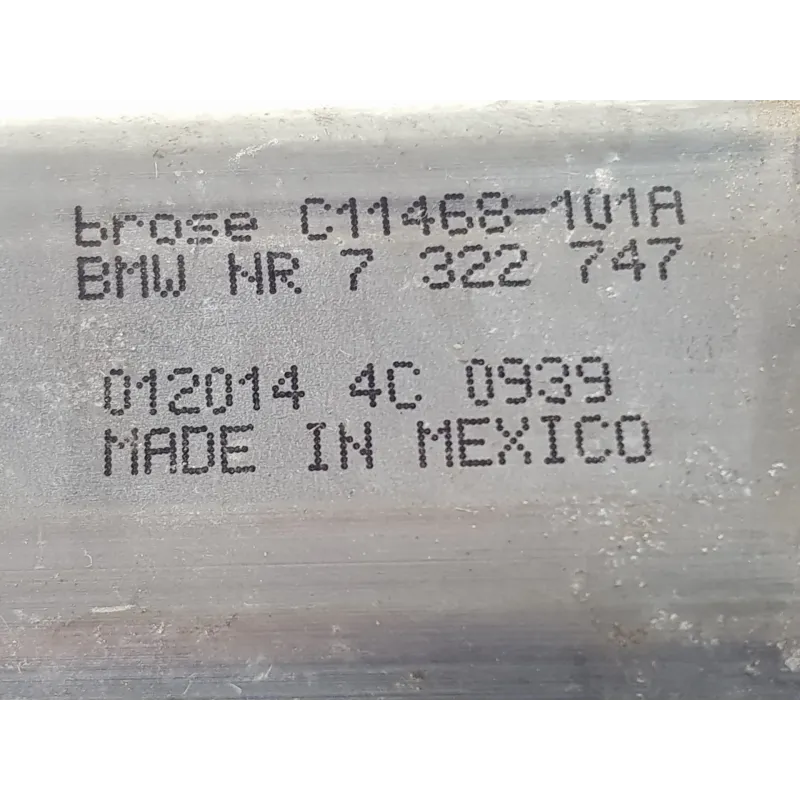 brose C11468-101A
BMW NR 7 322 747
012014 4C 0939
MADE IN MEXICO